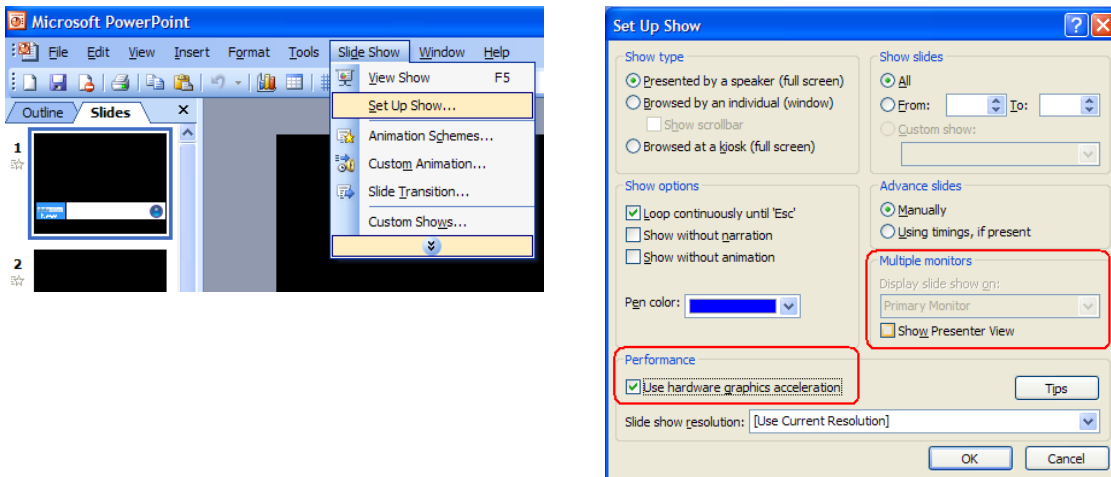 Microsoft PowerPoint
File Edit View Insert Format Tools Slide Show Window Help
Outline Slides
View Show F5
Set Up Show...
Animation Schemes...
Custom Animation...
Slide Transition...
Custom Shows...
1
2
Set Up Show
Show type
Presented by a speaker (full screen)
Browsed by an individual (window)
Show scrollbar
Browsed at a kiosk (full screen)
Show slides
All
From: To:
Custom show:
Show options
Loop continuously until 'Esc'
Show without narration
Show without animation
Pen color:
Advance slides
Manually
Using timings, if present
Multiple monitors
Display slide show on:
Primary Monitor
Show Presenter View
Performance
Use hardware graphics acceleration
Tips
Slide show resolution: [Use Current Resolution]
OK Cancel